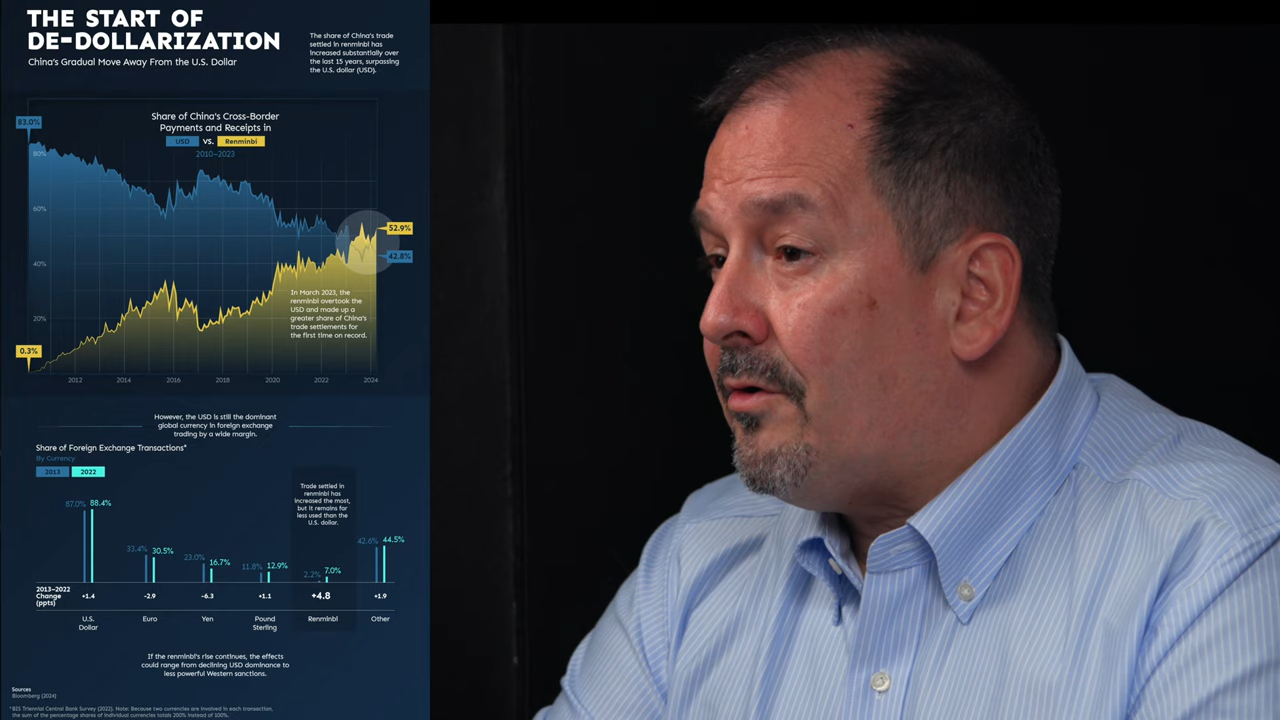 THE START OF
DE-DOLLARIZATION
China's Gradual Move Away From the U.S. Dollar
The share of China's trade
settled in renminbi has
increased substantially over
the last 15 years, surpassing
the U.S. dollar (USD).
Share of China's Cross-Border
Payments and Receipts in
USD VS. Renminbi
2010–2023
83.0%
80%
60%
40%
20%
0.3%
52.9%
42.8%
In March 2023, the
renminbi overtook the
USD and made up a
greater share of China's
trade settlements for
the first time on record.
2012 2014 2016 2018 2020 2022 2024
However, the USD is still the dominant
global currency in foreign exchange
trading by a wide margin.
Share of Foreign Exchange Transactions*
By Currency
2013 2022
Trade settled in
renminbi has
increased the most,
but it remains far
less used than the
U.S. dollar.
87.0% 88.4%
33.4% 30.5%
23.0% 16.7%
11.8% 12.9%
2.2% 7.0%
42.6% 44.5%
2013–2022
Change
(ppts)
+1.4 -2.9 -6.3 +1.1 +4.8 +1.9
U.S.
Dollar
Euro
Yen
Pound
Sterling
Renminbi
Other
If the renminbi's rise continues, the effects
could range from declining USD dominance to
less powerful Western sanctions.
Sources
Bloomberg (2024)
*BIS Triennial Central Bank Survey (2022). Note: Because two currencies are involved in each transaction,
the sum of the percentage shares of individual currencies totals 200% instead of 100%.